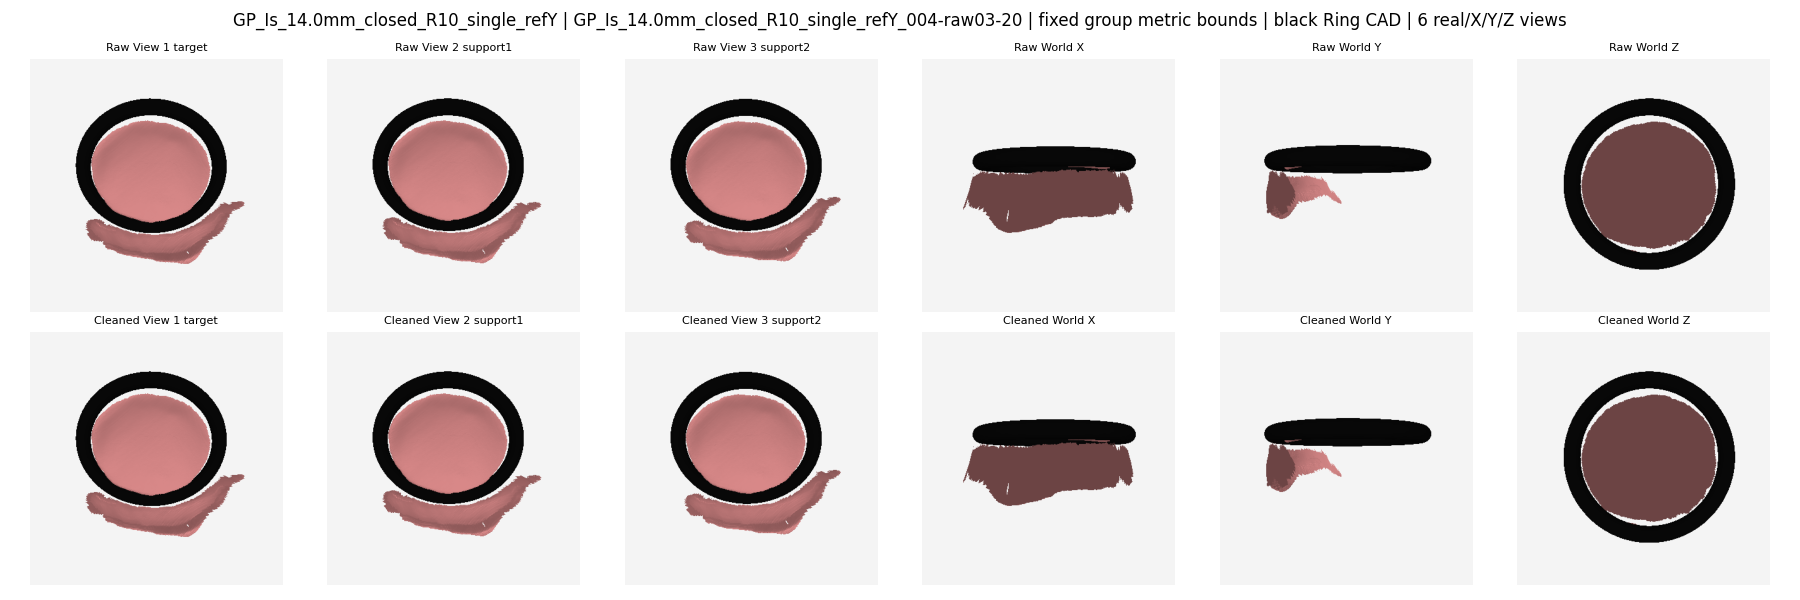 GP_Is_14.0mm_closed_R10_single_refY | GP_Is_14.0mm_closed_R10_single_refY_004-raw03-20 | fixed group metric bounds | black Ring CAD | 6 real/X/Y/Z views
Raw View 1 target
Raw View 2 support1
Raw View 3 support2
Raw World X
Raw World Y
Raw World Z
Cleaned View 1 target
Cleaned View 2 support1
Cleaned View 3 support2
Cleaned World X
Cleaned World Y
Cleaned World Z